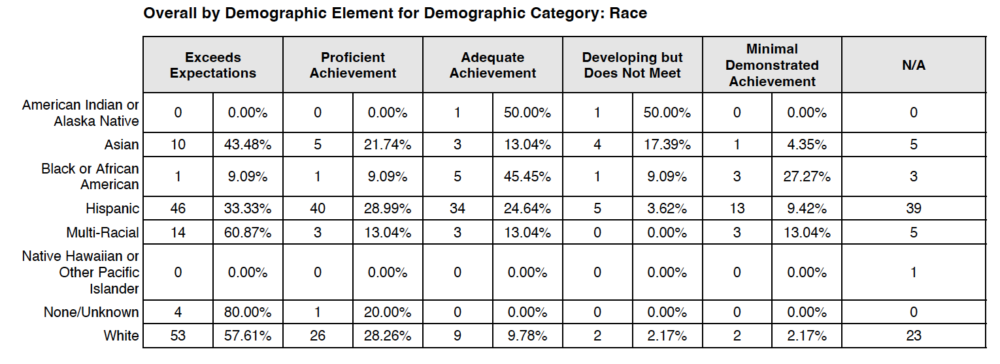 Overall by Demographic Element for Demographic Category: Race
Exceeds Expectations Proficient Achievement Adequate Achievement Developing but Does Not Meet Minimal Demonstrated Achievement N/A
American Indian or Alaska Native 0 0.00% 0 0.00% 1 50.00% 1 50.00% 0 0.00% 0
Asian 10 43.48% 5 21.74% 3 13.04% 4 17.39% 1 4.35% 5
Black or African American 1 9.09% 1 9.09% 5 45.45% 1 9.09% 3 27.27% 3
Hispanic 46 33.33% 40 28.99% 34 24.64% 5 3.62% 13 9.42% 39
Multi-Racial 14 60.87% 3 13.04% 3 13.04% 0 0.00% 3 13.04% 5
Native Hawaiian or Other Pacific Islander 0 0.00% 0 0.00% 0 0.00% 0 0.00% 0 0.00% 1
None/Unknown 4 80.00% 1 20.00% 0 0.00% 0 0.00% 0 0.00% 0
White 53 57.61% 26 28.26% 9 9.78% 2 2.17% 2 2.17% 23